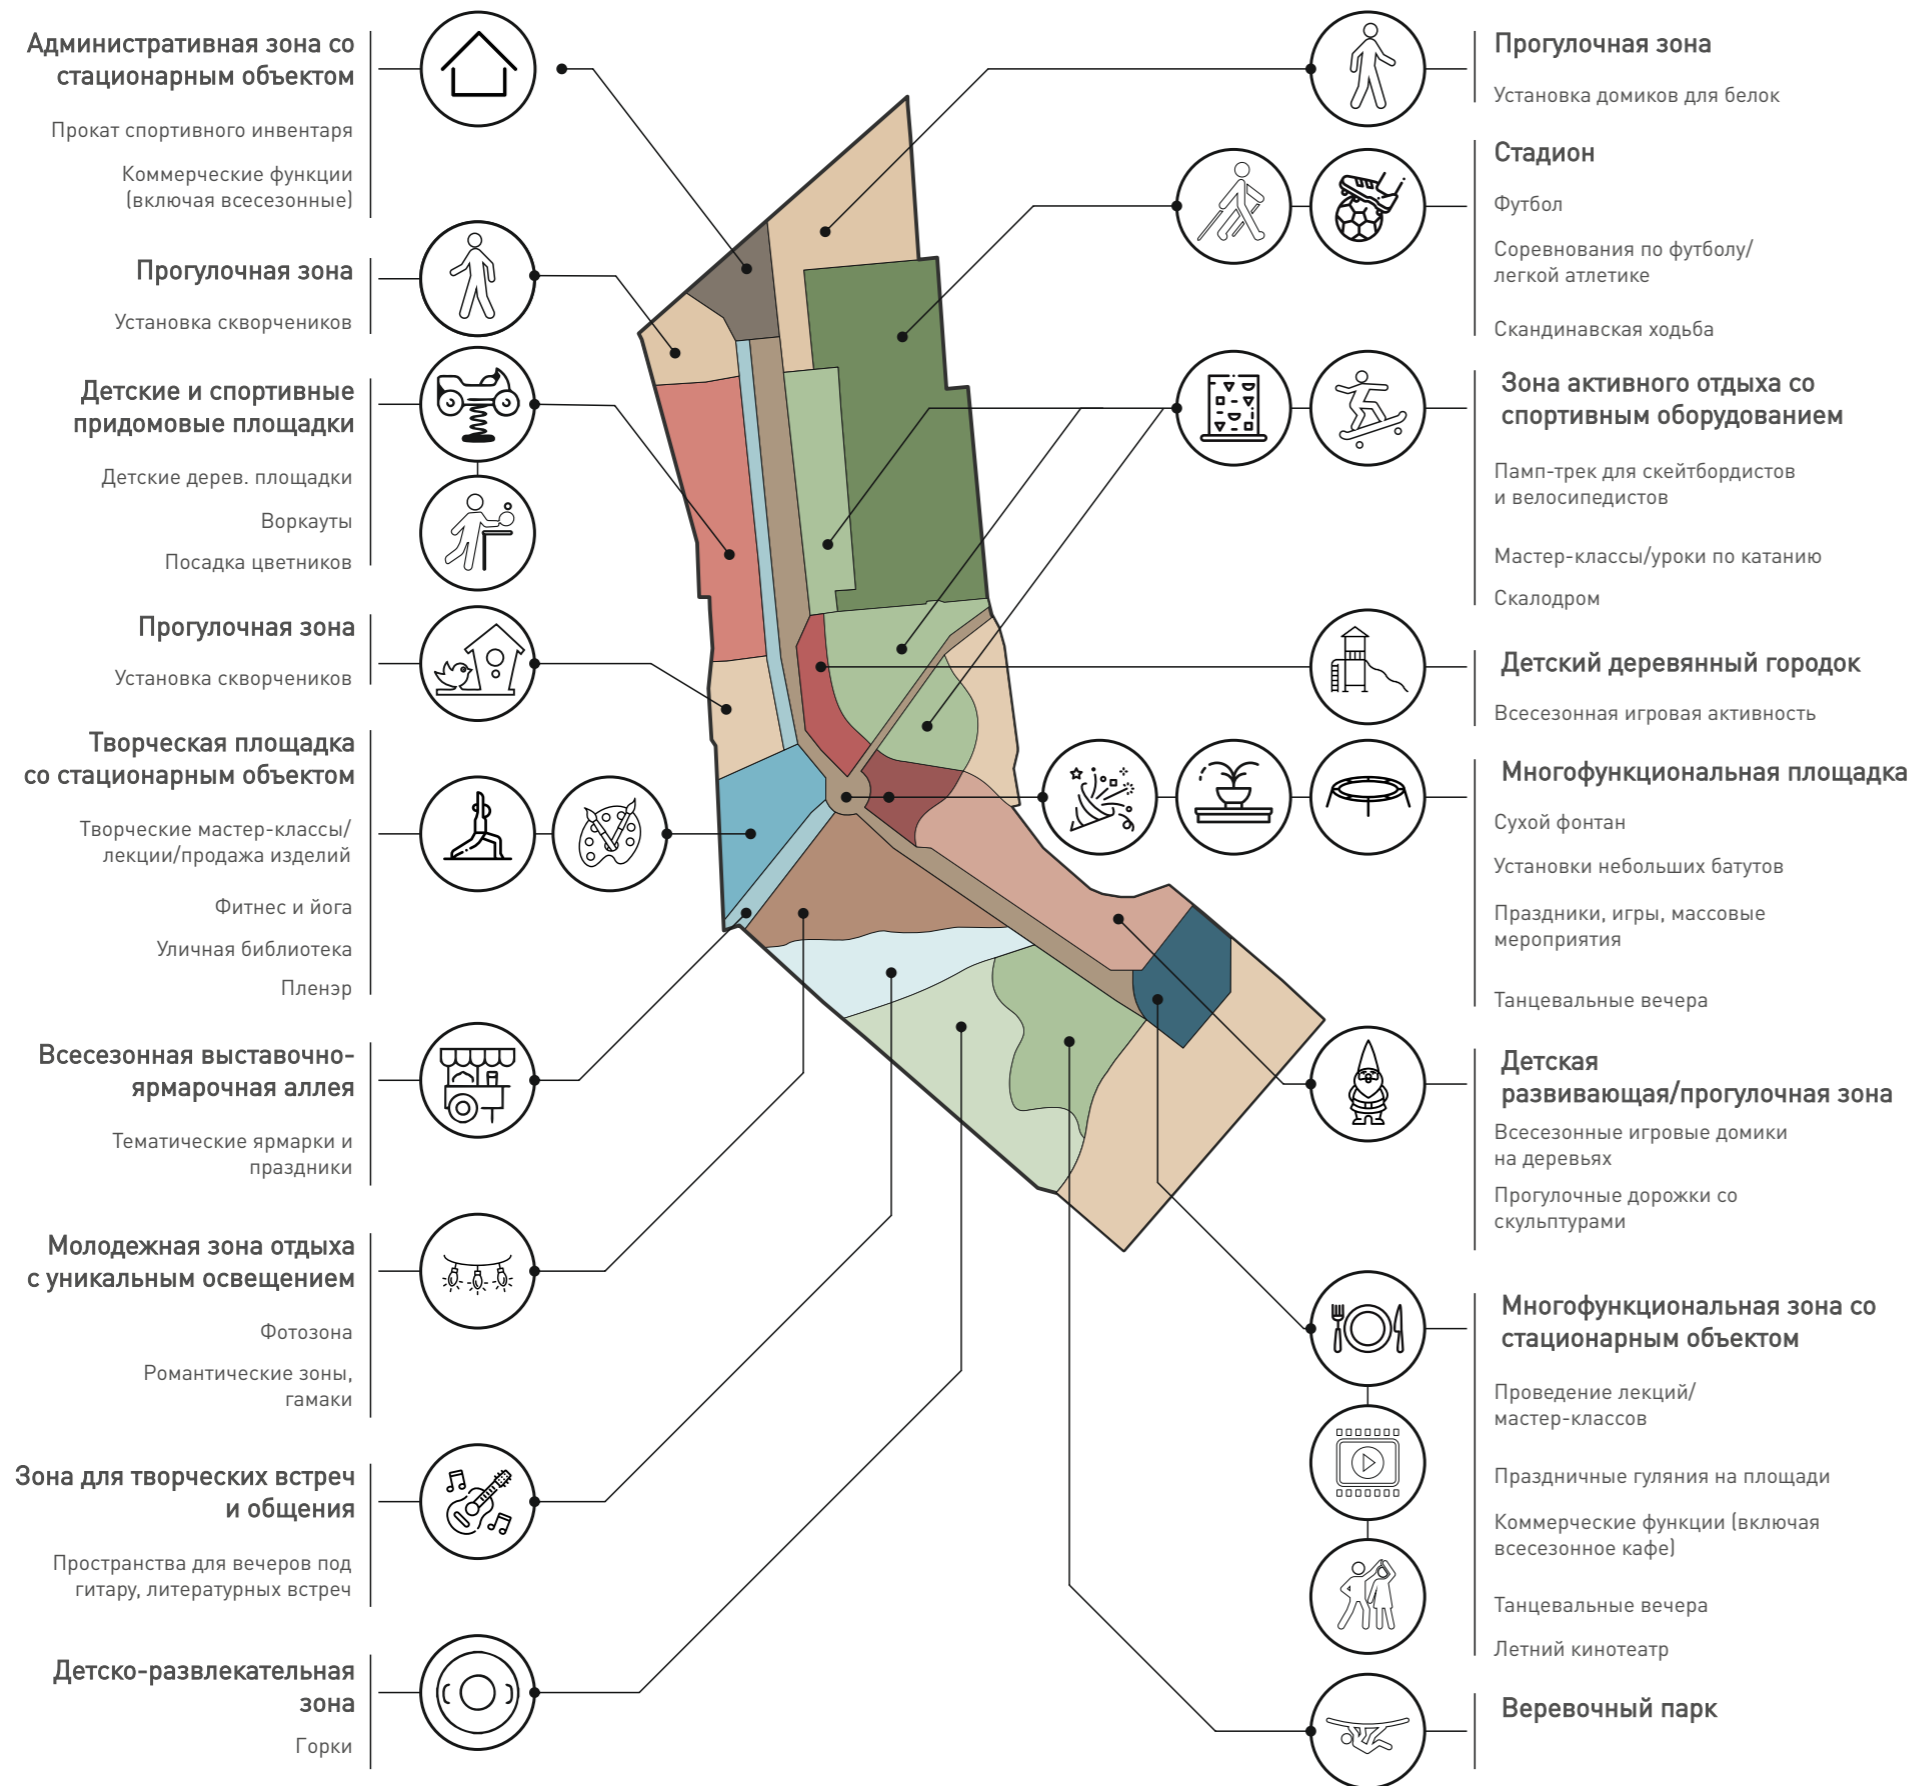 Административная зона со
стационарным объектом
Прокат спортивного инвентаря
Коммерческие функции
(включая всесезонные)
Прогулочная зона
Установка скворчеников
Детские и спортивные
придомовые площадки
Детские дерев. площадки
Воркауты
Посадка цветников
Прогулочная зона
Установка скворчеников
Творческая площадка
со стационарным объектом
Творческие мастер-классы/
лекции/продажа изделий
Фитнес и йога
Уличная библиотека
Пленэр
Всесезонная выставочно-
ярмарочная аллея
Тематические ярмарки и
праздники
Молодежная зона отдыха
с уникальным освещением
Фотозона
Романтические зоны,
гамаки
Зона для творческих встреч
и общения
Пространства для вечеров под
гитару, литературных встреч
Детско-развлекательная
зона
Горки
Прогулочная зона
Установка домиков для белок
Стадион
Футбол
Соревнования по футболу/
легкой атлетике
Скандинавская ходьба
Зона активного отдыха со
спортивным оборудованием
Памп-трек для скейтбордистов
и велосипедистов
Мастер-классы/уроки по катанию
Скалодром
Детский деревянный городок
Всесезонная игровая активность
Многофункциональная площадка
Сухой фонтан
Установки небольших батутов
Праздники, игры, массовые
мероприятия
Танцевальные вечера
Детская
развивающая/прогулочная зона
Всесезонные игровые домики
на деревьях
Прогулочные дорожки со
скульптурами
Многофункциональная зона со
стационарным объектом
Проведение лекций/
мастер-классов
Праздничные гуляния на площади
Коммерческие функции (включая
всесезонное кафе)
Танцевальные вечера
Летний кинотеатр
Веревочный парк